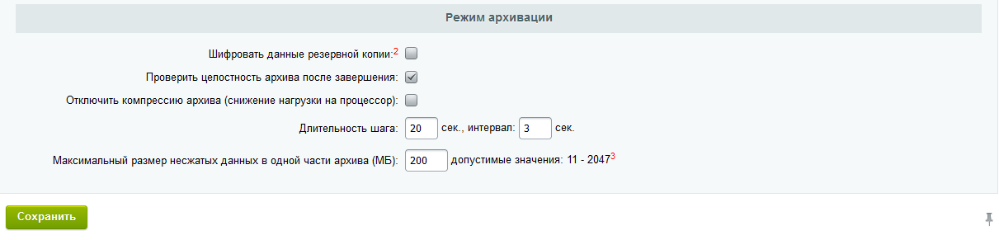 Режим архивации
Шифровать данные резервной копии:2
Проверить целостность архива после завершения:
Отключить компрессию архива (снижение нагрузки на процессор):
Длительность шага: 20 сек., интервал: 3 сек.
Максимальный размер несжатых данных в одной части архива (МБ): 200 допустимые значения: 11 - 20473
Сохранить